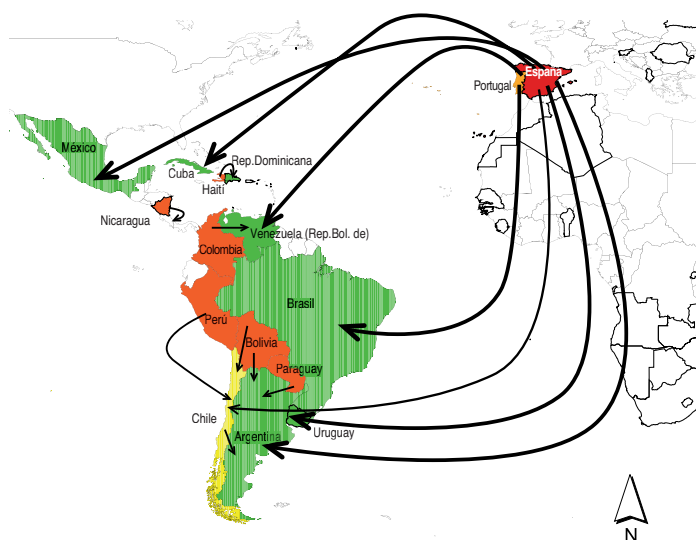 España
Portugal
México
Rep.Dominicana
Cuba
Haití
Nicaragua
Venezuela (Rep.Bol. de)
Colombia
Brasil
Perú
Bolivia
Paraguay
Chile
Argentina
Uruguay
N